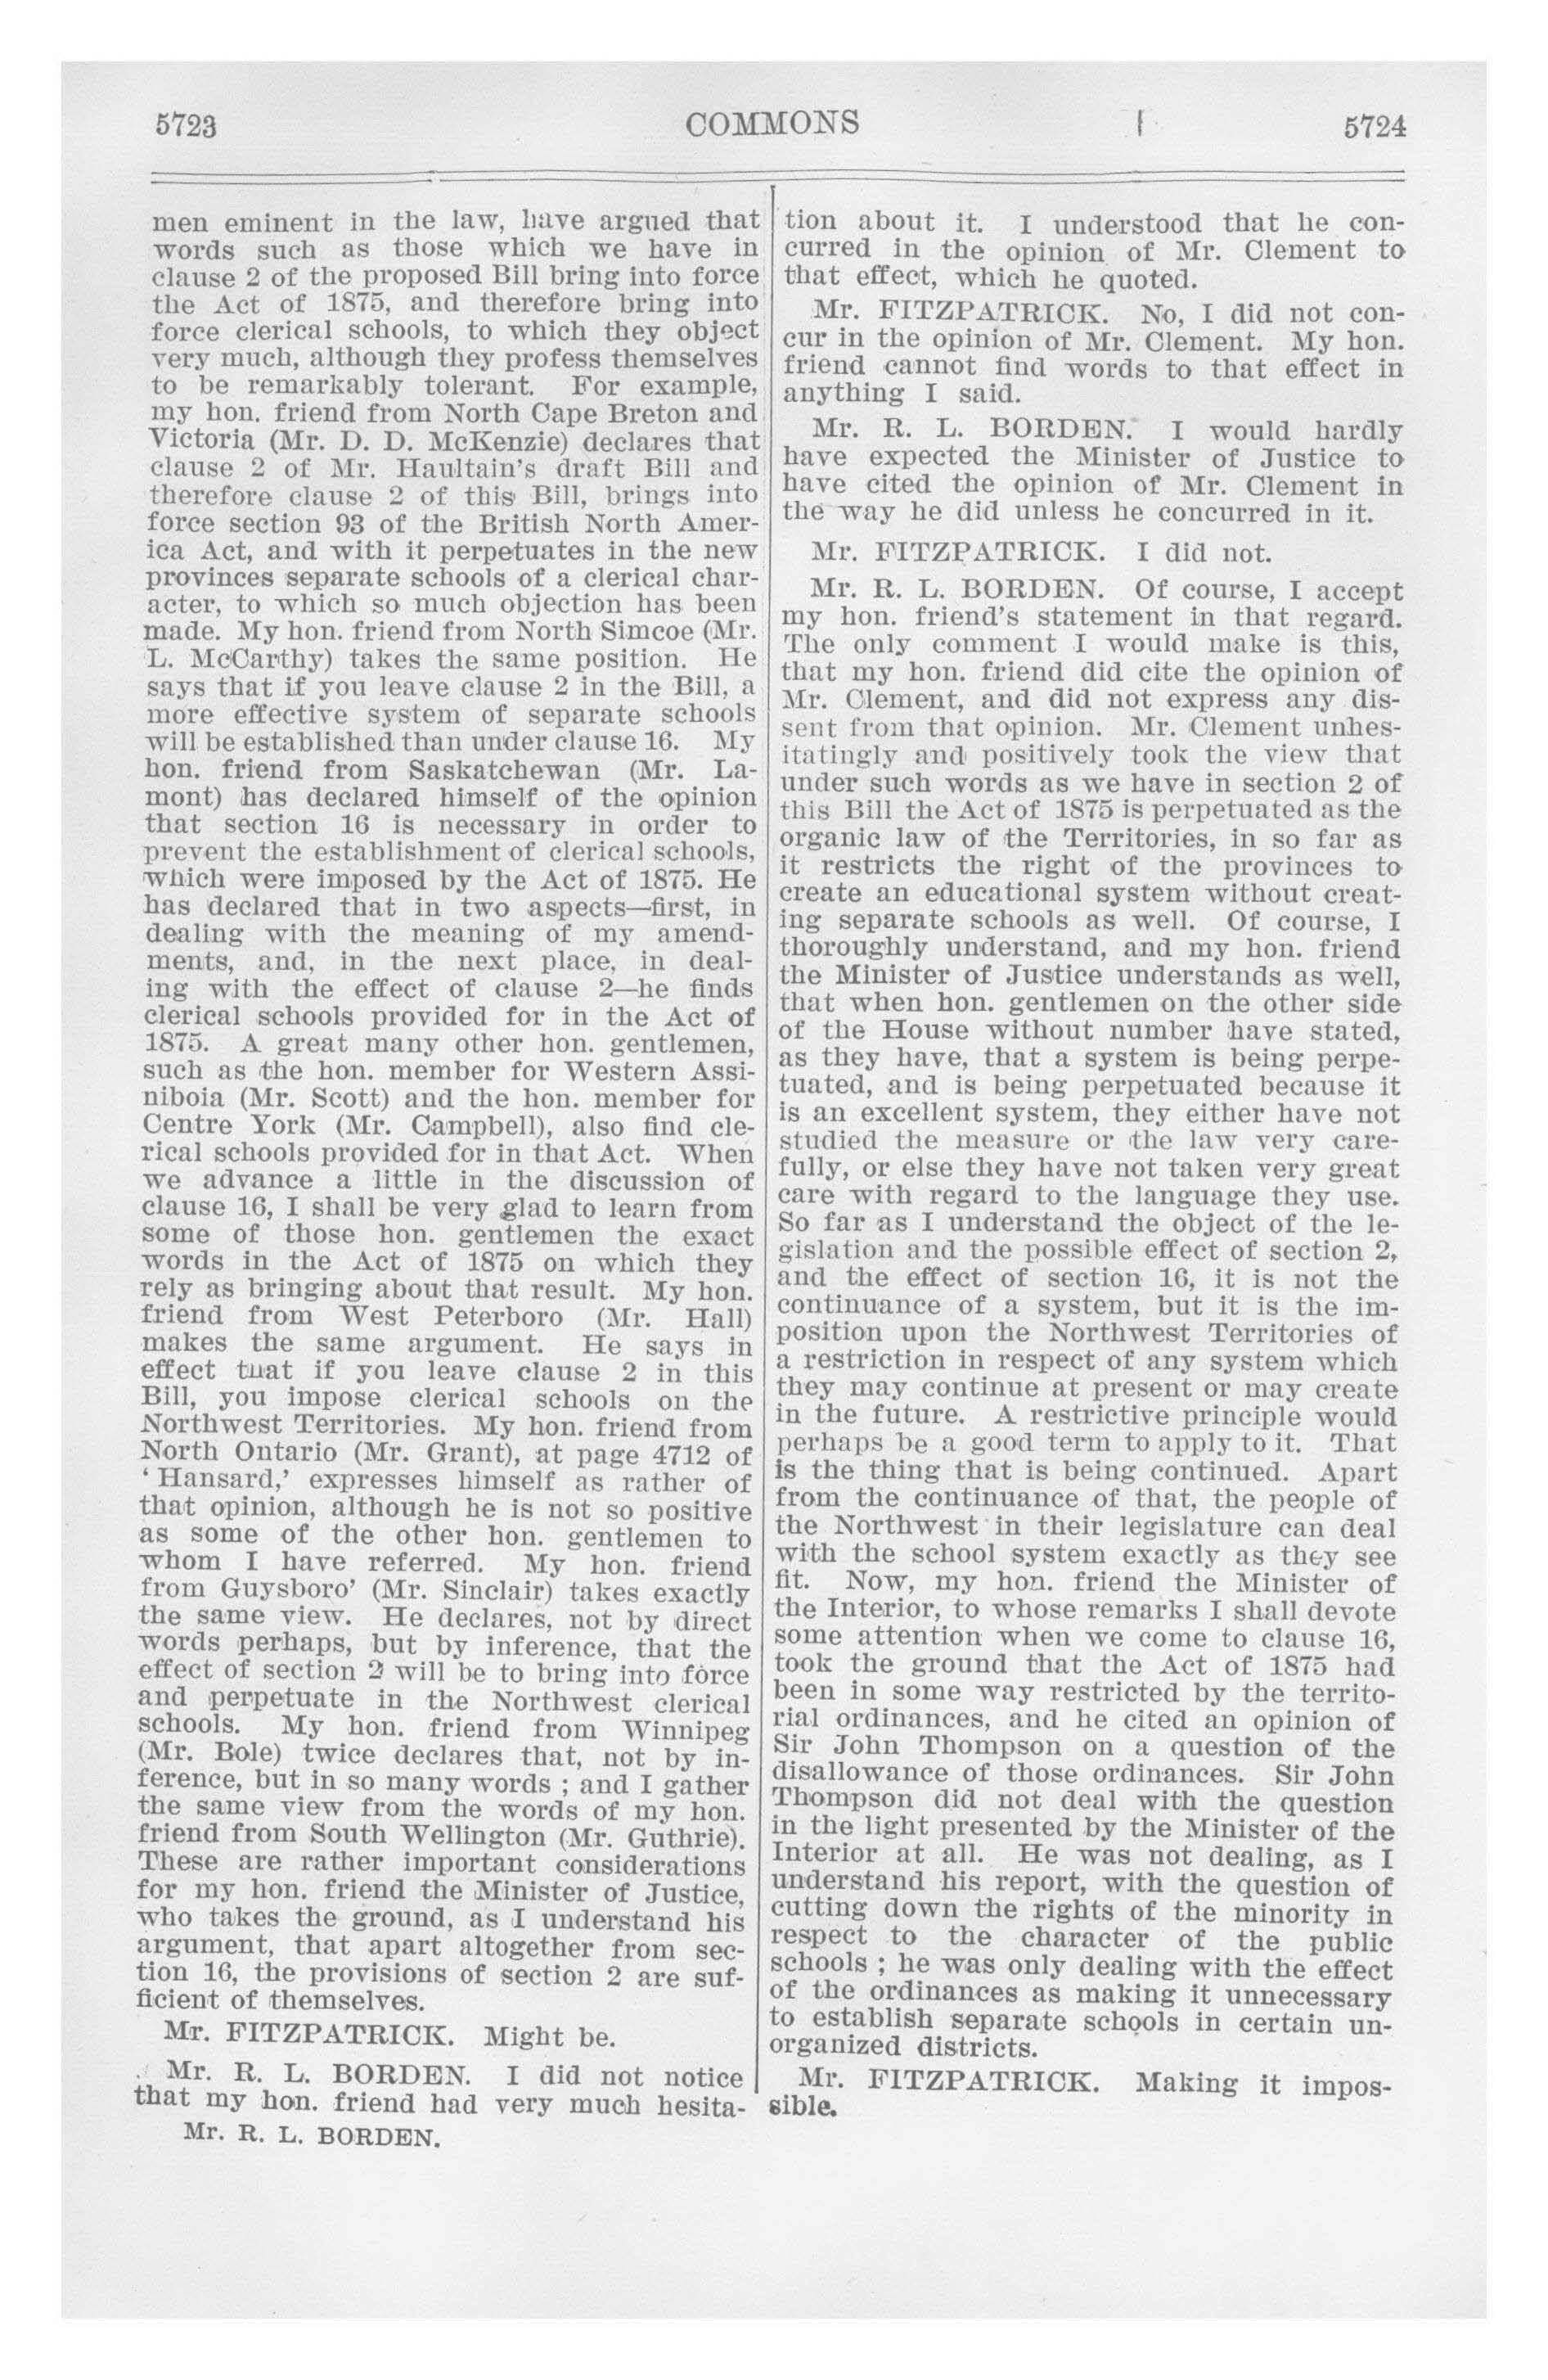 5723
COMMONS
5724
men eminent in the law, have argued that
words such as those which we have in
clause 2 of the proposed Bill bring into force
the Act of 1875, and therefore bring into
force clerical schools, to which they object
very much, although they profess themselves
to be remarkably tolerant. For example,
my hon. friend from North Cape Breton and
Victoria (Mr. D. D. McKenzie) declares that
clause 2 of Mr. Haultain's draft Bill and
therefore clause 2 of this Bill, brings into
force section 93 of the British North Amer-
ica Act, and with it perpetuates in the new
provinces separate schools of a clerical char-
acter, to which so much objection has been
made. My hon. friend from North Simcoe (Mr.
L. McCarthy) takes the same position. He
says that if you leave clause 2 in the Bill, a
more effective system of separate schools
will be established than under clause 16. My
hon. friend from Saskatchewan (Mr. La-
mont) has declared himself of the opinion
that section 16 is necessary in order to
prevent the establishment of clerical schools,
which were imposed by the Act of 1875. He
has declared that in two aspects—first, in
dealing with the meaning of my amend-
ments, and, in the next place, in deal-
ing with the effect of clause 2—he finds
clerical schools provided for in the Act of
1875. A great many other hon. gentlemen,
such as the hon. member for Western Assi-
niboia (Mr. Scott) and the hon. member for
Centre York (Mr. Campbell), also find cle-
rical schools provided for in that Act. When
we advance a little in the discussion of
clause 16, I shall be very glad to learn from
some of those hon. gentlemen the exact
words in the Act of 1875 on which they
rely as bringing about that result. My hon.
friend from West Peterboro (Mr. Hall)
makes the same argument. He says in
effect that if you leave clause 2 in this
Bill, you impose clerical schools on the
Northwest Territories. My hon. friend from
North Ontario (Mr. Grant), at page 4712 of
‘ Hansard,’ expresses himself as rather of
that opinion, although he is not so positive
as some of the other hon. gentlemen to
whom I have referred. My hon. friend
from Guysboro’ (Mr. Sinclair) takes exactly
the same view. He declares, not by direct
words perhaps, but by inference, that the
effect of section 2 will be to bring into force
and perpetuate in the Northwest clerical
schools. My hon. friend from Winnipeg
(Mr. Bole) twice declares that, not by in-
ference, but in so many words ; and I gather
the same view from the words of my hon.
friend from South Wellington (Mr. Guthrie).
These are rather important considerations
for my hon. friend the Minister of Justice,
who takes the ground, as I understand his
argument, that apart altogether from sec-
tion 16, the provisions of section 2 are suf-
ficient of themselves.
Mr. FITZPATRICK. Might be.
Mr. R. L. BORDEN. I did not notice
that my hon. friend had very much hesita-
Mr. R. L. BORDEN.
tion about it. I understood that he con-
curred in the opinion of Mr. Clement to
that effect, which he quoted.
Mr. FITZPATRICK. No, I did not con-
cur in the opinion of Mr. Clement. My hon.
friend cannot find words to that effect in
anything I said.
Mr. R. L. BORDEN. I would hardly
have expected the Minister of Justice to
have cited the opinion of Mr. Clement in
the way he did unless he concurred in it.
Mr. FITZPATRICK. I did not.
Mr. R. L. BORDEN. Of course, I accept
my hon. friend's statement in that regard.
The only comment I would make is this,
that my hon. friend did cite the opinion of
Mr. Clement, and did not express any dis-
sent from that opinion. Mr. Clement unhes-
itatingly and positively took the view that
under such words as we have in section 2 of
this Bill the Act of 1875 is perpetuated as the
organic law of the Territories, in so far as
it restricts the right of the provinces to
create an educational system without creat-
ing separate schools as well. Of course, I
thoroughly understand, and my hon. friend
the Minister of Justice understands as well,
that when hon. gentlemen on the other side
of the House without number have stated,
as they have, that a system is being perpe-
tuated, and is being perpetuated because it
is an excellent system, they either have not
studied the measure or the law very care-
fully, or else they have not taken very great
care with regard to the language they use.
So far as I understand the object of the le-
gislation and the possible effect of section 2,
and the effect of section 16, it is not the
continuance of a system, but it is the im-
position upon the Northwest Territories of
a restriction in respect of any system which
they may continue at present or may create
in the future. A restrictive principle would
perhaps be a good term to apply to it. That
is the thing that is being continued. Apart
from the continuance of that, the people of
the Northwest in their legislature can deal
with the school system exactly as they see
fit. Now, my hon. friend the Minister of
the Interior, to whose remarks I shall devote
some attention when we come to clause 16,
took the ground that the Act of 1875 had
been in some way restricted by the territo-
rial ordinances, and he cited an opinion of
Sir John Thompson on a question of the
disallowance of those ordinances. Sir John
Thompson did not deal with the question
in the light presented by the Minister of the
Interior at all. He was not dealing, as I
understand his report, with the question of
cutting down the rights of the minority in
respect to the character of the public
schools ; he was only dealing with the effect
of the ordinances as making it unnecessary
to establish separate schools in certain un-
organized districts.
Mr. FITZPATRICK. Making it impos-
sible.